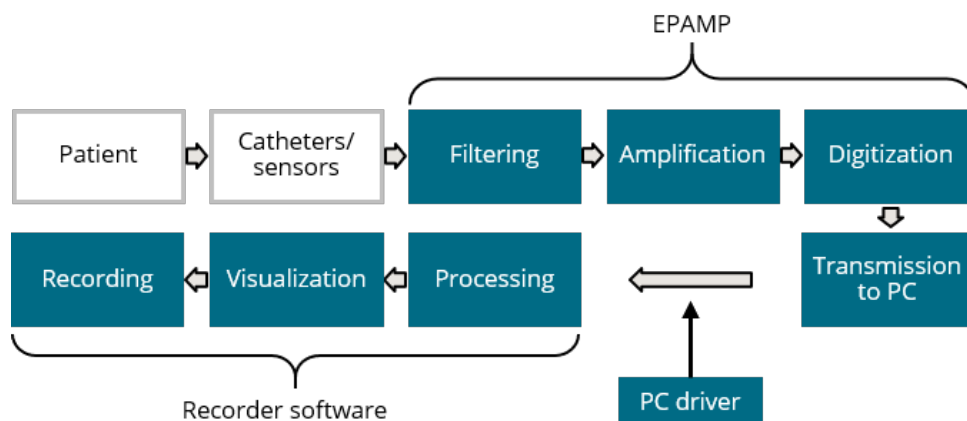 EPAMP
Patient
Catheters/
sensors
Filtering
Amplification
Digitization
Recording
Visualization
Processing
Transmission
to PC
Recorder software
PC driver